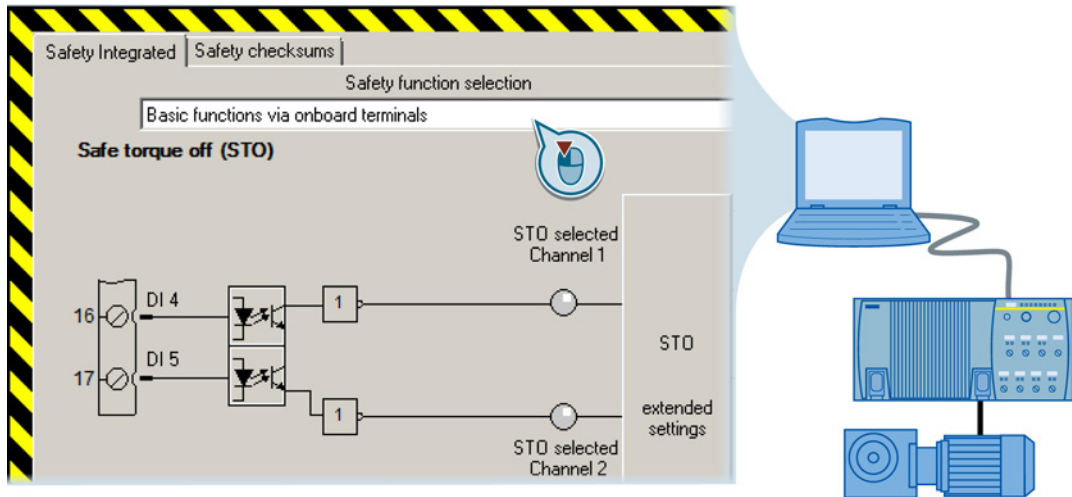 Safety Integrated
Safety checksums
Safety function selection
Basic functions via onboard terminals
Safe torque off (STO)
STO selected
Channel 1
16
DI 4
1
STO
17
DI 5
1
extended
settings
STO selected
Channel 2